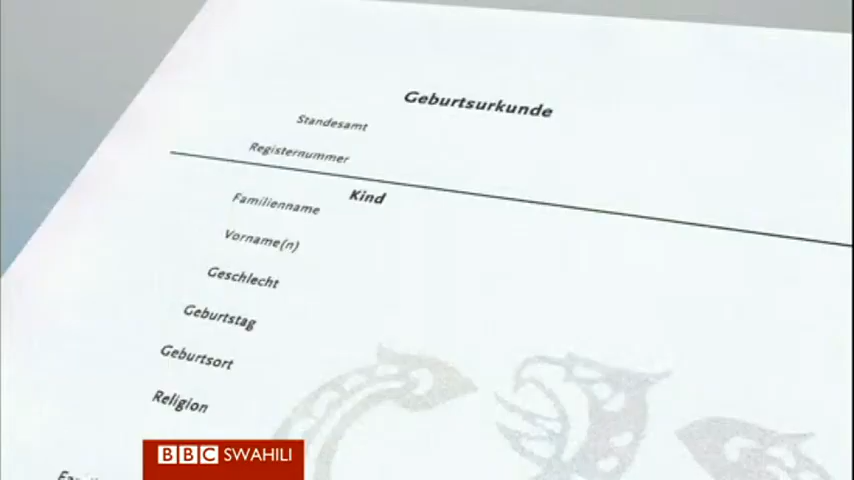 Geburtsurkunde
Standesamt
Registernummer
Kind
Familienname
Vorname(n)
Geschlecht
Geburtstag
Geburtsort
Religion
BBC SWAHILI